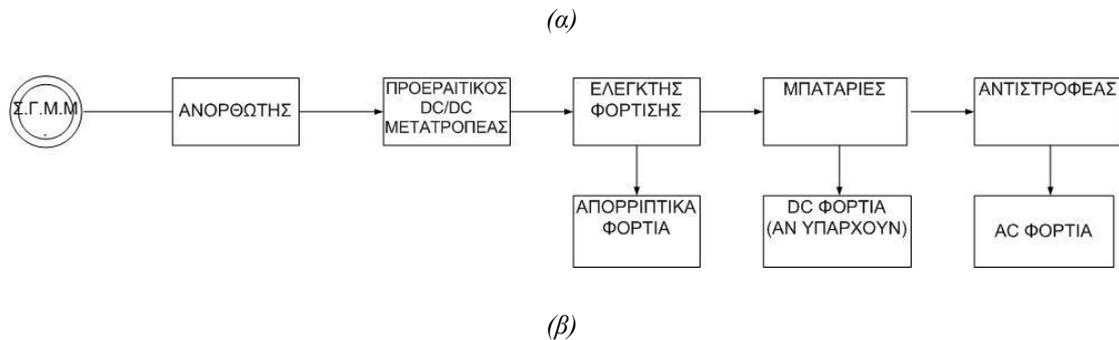 (α)
Σ.Γ.Μ.Μ
.
ΑΝΟΡΘΩΤΗΣ
ΠΡΟΕΡΑΙΤΙΚΟΣ
DC/DC
ΜΕΤΑΤΡΟΠΕΑΣ
ΕΛΕΓΚΤΗΣ
ΦΟΡΤΙΣΗΣ
ΜΠΑΤΑΡΙΕΣ
ΑΝΤΙΣΤΡΟΦΕΑΣ
ΑΠΟΡΡΙΠΤΙΚΑ
ΦΟΡΤΙΑ
DC ΦΟΡΤΙΑ
(ΑΝ ΥΠΑΡΧΟΥΝ)
AC ΦΟΡΤΙΑ
(β)